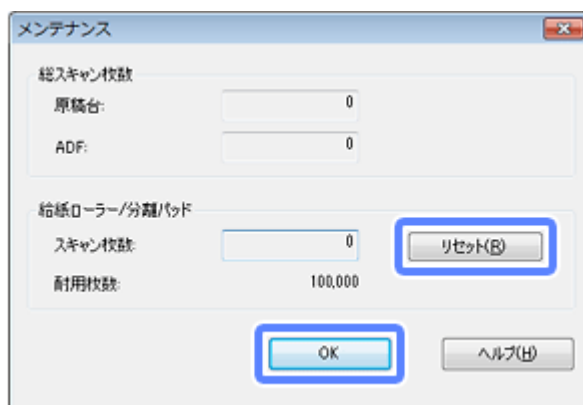 メンテナンス
総スキャン枚数
原稿台: 0
ADF: 0
給紙ローラー/分離パッド
スキャン枚数: 0 リセット(R)
耐用枚数: 100,000
OK ヘルプ(H)